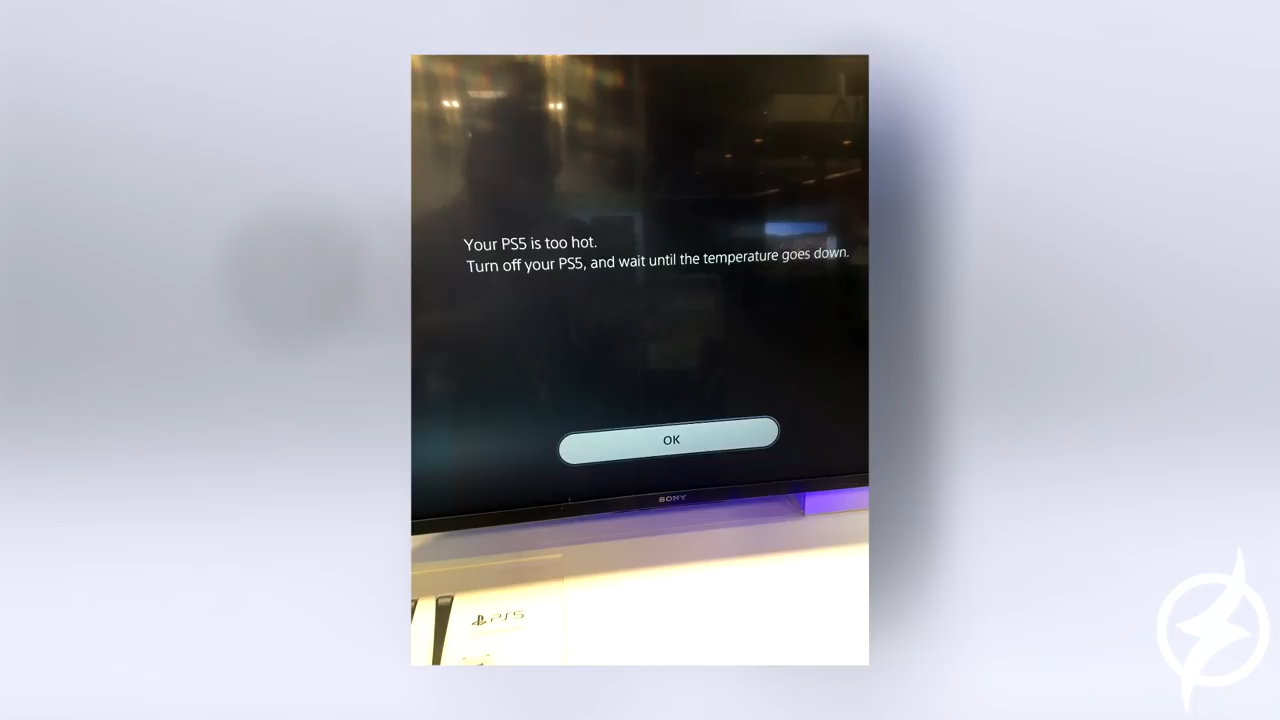 Your PS5 is too hot.
Turn off your PS5, and wait until the temperature goes down.
OK
SONY
PS5